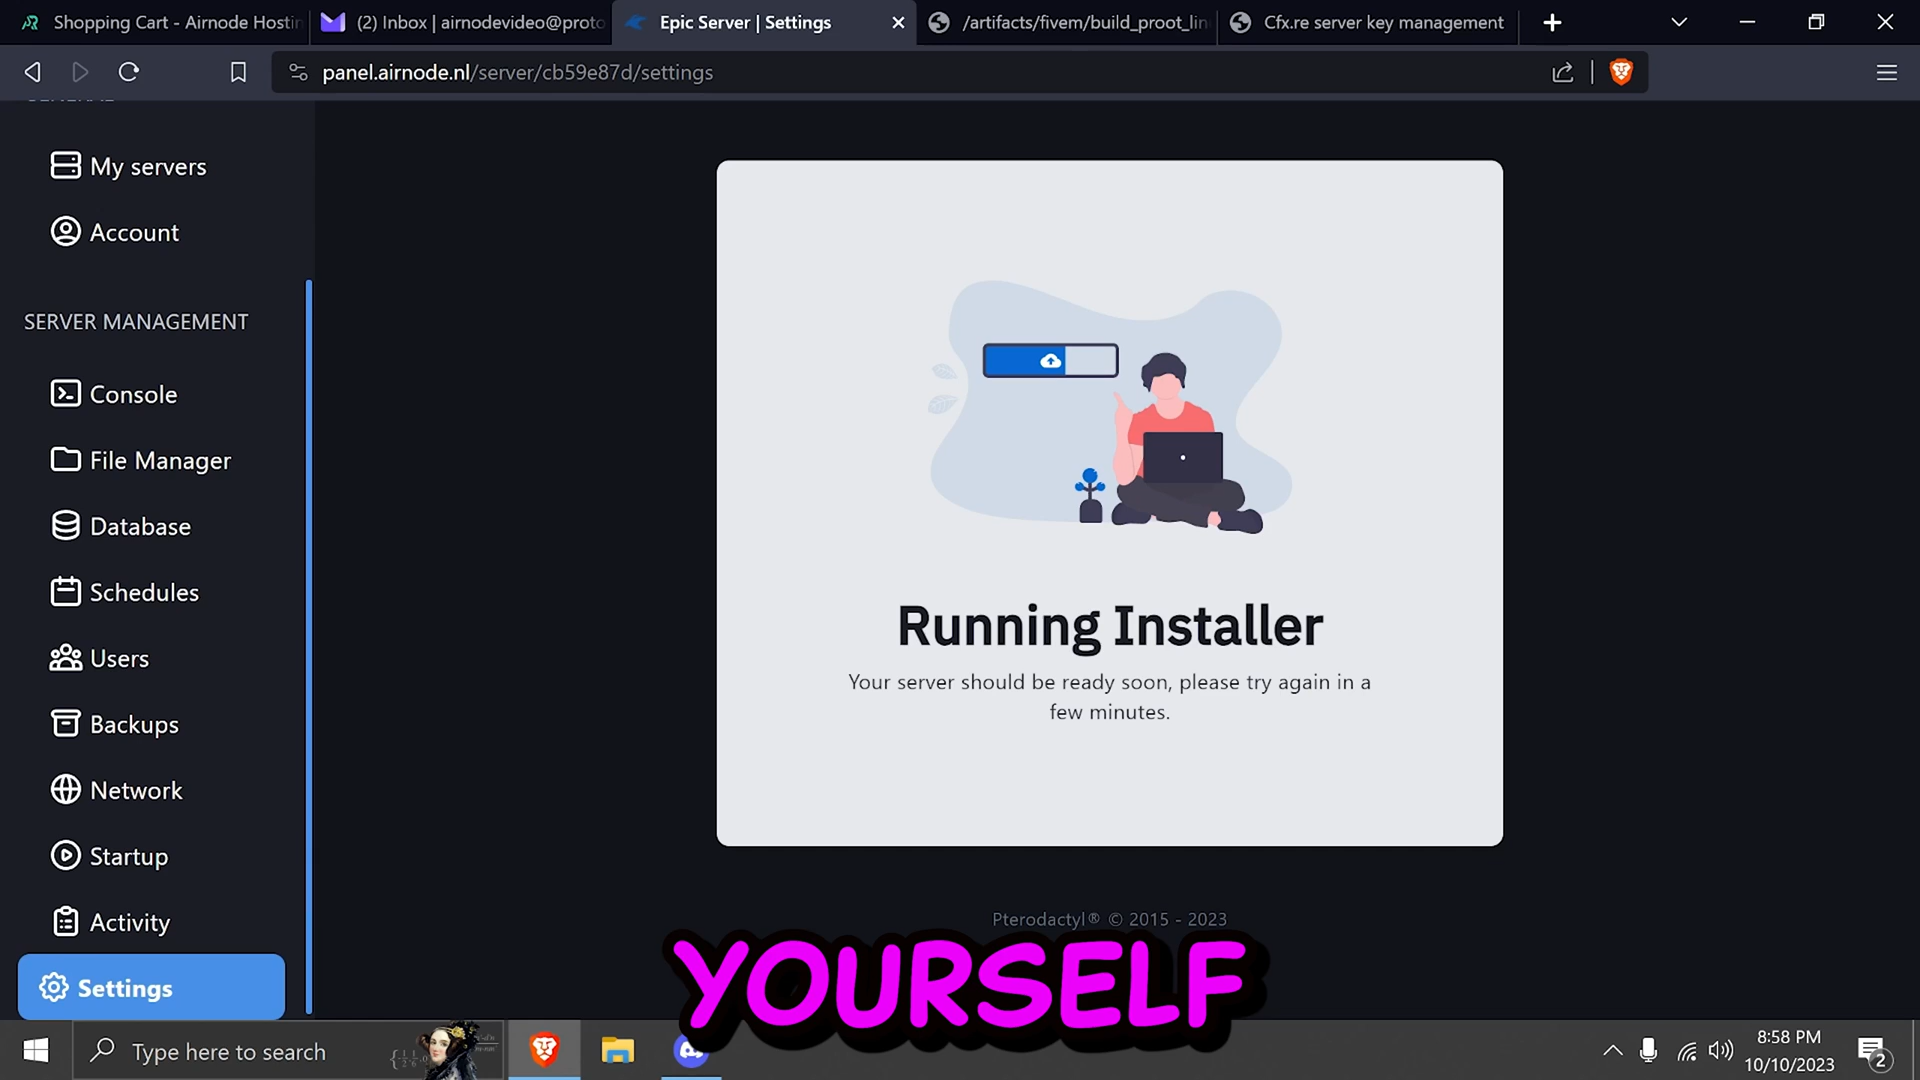 Shopping Cart - Airnode Hostin
(2) Inbox | airnodevideo@proto
Epic Server | Settings
/artifacts/fivem/build_proot_lin
Cfx.re server key management
panel.airnode.nl/server/cb59e87d/settings
GENERAL
My servers
Account
SERVER MANAGEMENT
Console
File Manager
Database
Schedules
Users
Backups
Network
Startup
Activity
Settings
Running Installer
Your server should be ready soon, please try again in a
few minutes.
Pterodactyl® © 2015 - 2023
YOURSELF
Type here to search
8:58 PM
10/10/2023
2